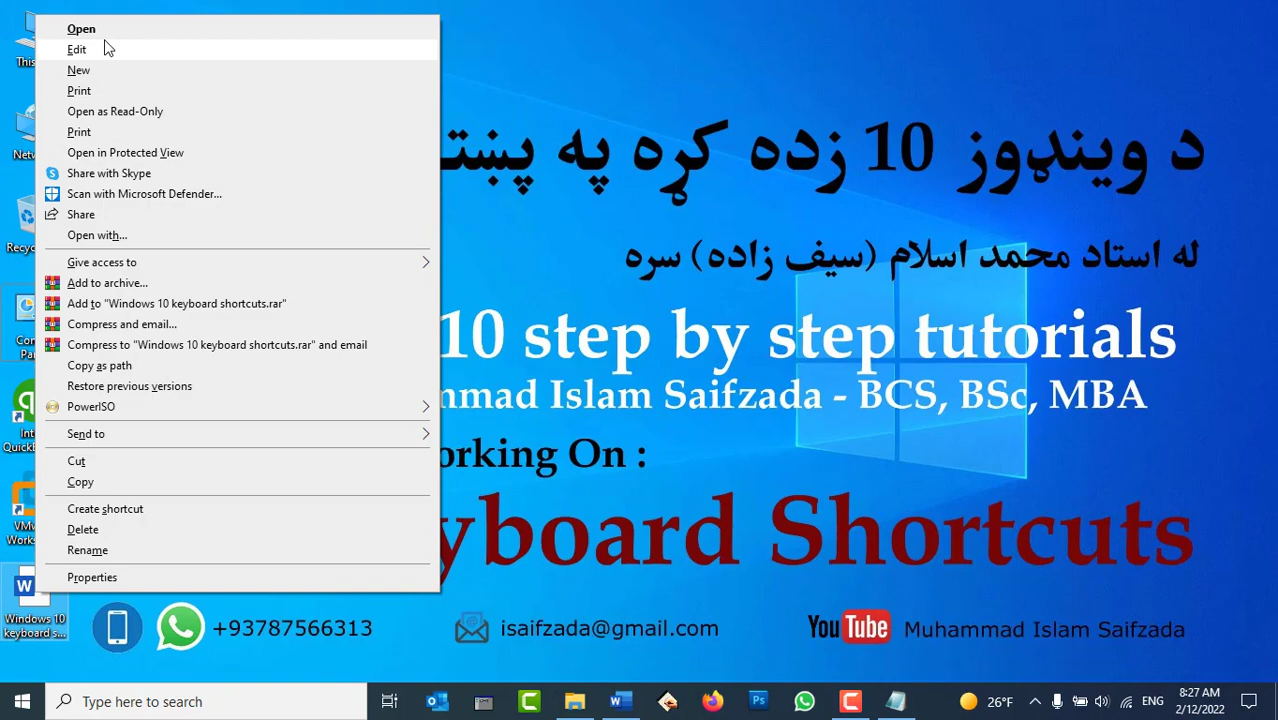 Open
Edit
New
Print
Open as Read-Only
Print
Open in Protected View
Share with Skype
Scan with Microsoft Defender...
Share
Open with...
Give access to
Add to archive...
Add to "Windows 10 keyboard shortcuts.rar"
Compress and email...
Compress to "Windows 10 keyboard shortcuts.rar" and email
Copy as path
Restore previous versions
PowerISO
Send to
Cut
Copy
Create shortcut
Delete
Rename
Properties
This
Recyc
Windows 10
keyboard s...
د وينډوز 10 زده کړه په پښتـ
له استاد محمد اسلام (سيف زاده) سره
10 step by step tutorials
mmad Islam Saifzada - BCS, BSc, MBA
orking On :
yboard Shortcuts
+93787566313
isaifzada@gmail.com
YouTube Muhammad Islam Saifzada
Type here to search
26°F
ENG
8:27 AM
2/12/2022